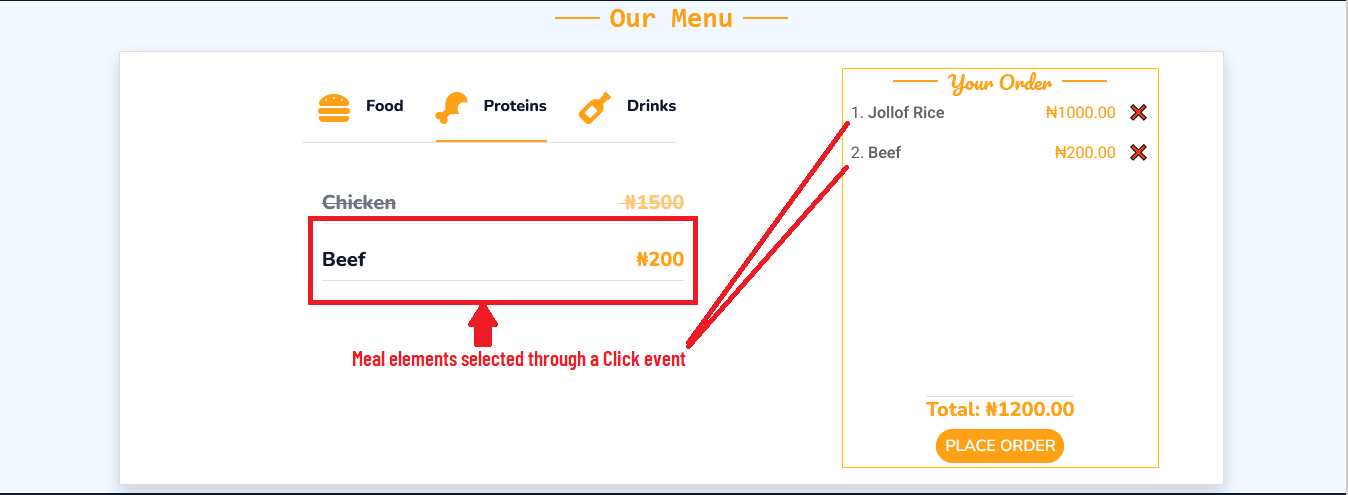 Our Menu
Food Proteins Drinks
Chicken ₦1500
Beef ₦200
Meal elements selected through a Click event
Your Order
1. Jollof Rice ₦1000.00
2. Beef ₦200.00
Total: ₦1200.00
PLACE ORDER